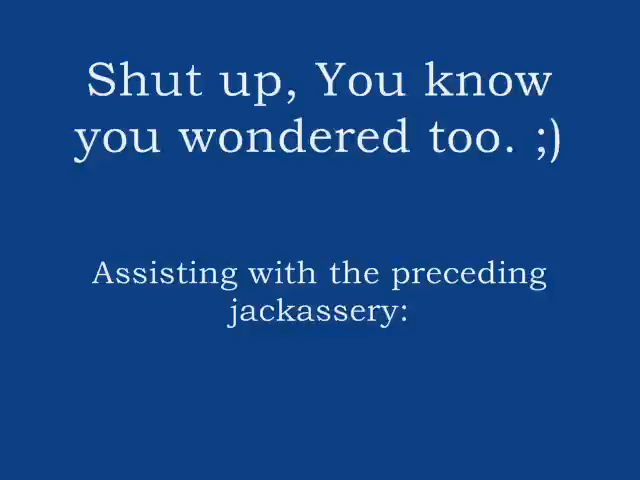 Shut up, You know
you wondered too. ;)
Assisting with the preceding
jackassery: